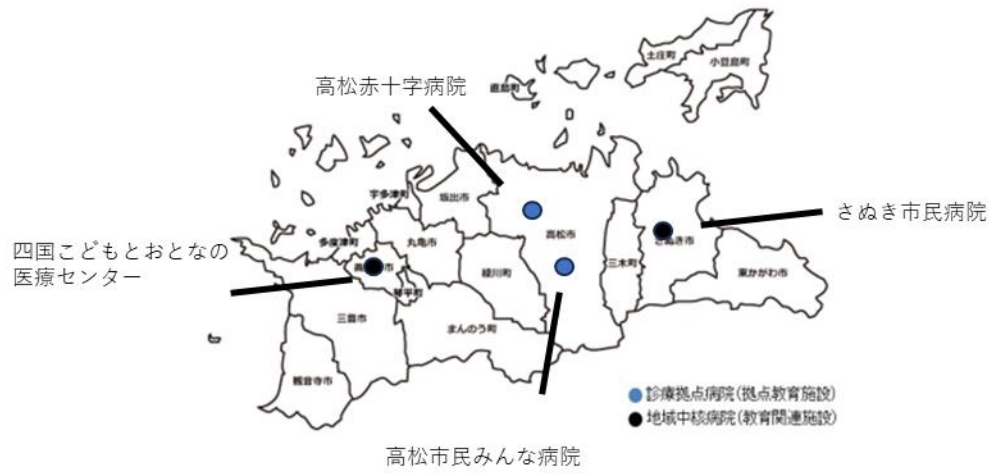 土庄町
小豆島町
高松赤十字病院
直島町
宇多津町
坂出市
さぬき市民病院
多度津町
丸亀市
高松市
さぬき市
四国こどもとおとなの
医療センター
綾川町
三木町
東かがわ市
琴平町
三豊市
まんのう町
観音寺市
診療拠点病院(拠点教育施設)
地域中核病院(教育関連施設)
高松市民みんな病院